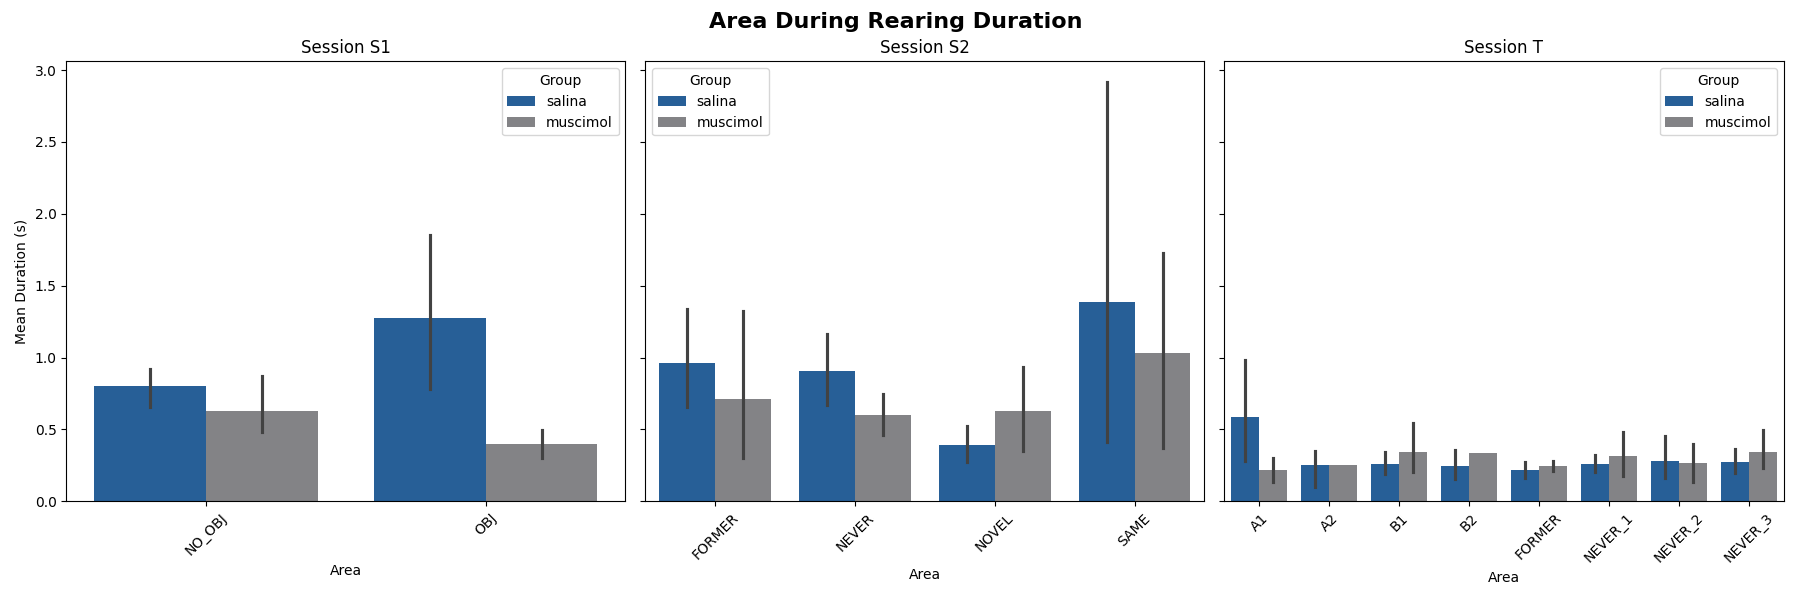 Area During Rearing Duration
Session S1
Session S2
Session T
Mean Duration (s)
3.0
2.5
2.0
1.5
1.0
0.5
0.0
Group
salina
muscimol
NO_OBJ
OBJ
Area
Group
salina
muscimol
FORMER
NEVER
NOVEL
SAME
Area
Group
salina
muscimol
A1
A2
B1
B2
FORMER
NEVER_1
NEVER_2
NEVER_3
Area